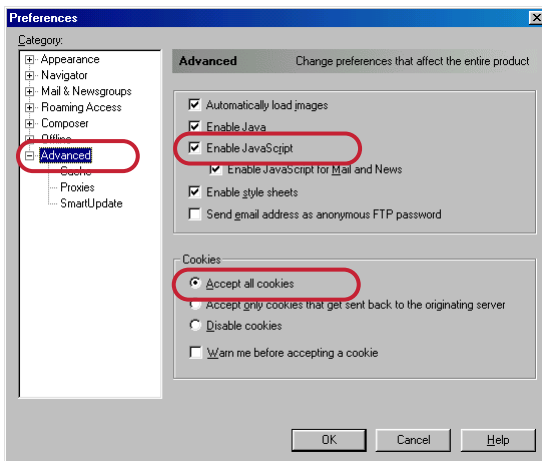 Preferences
Category:
Appearance
Navigator
Mail & Newsgroups
Roaming Access
Composer
Offline
Advanced
Cache
Proxies
SmartUpdate
Advanced Change preferences that affect the entire product
Automatically load images
Enable Java
Enable JavaScript
Enable JavaScript for Mail and News
Enable style sheets
Send email address as anonymous FTP password
Cookies
Accept all cookies
Accept only cookies that get sent back to the originating server
Disable cookies
Warn me before accepting a cookie
OK Cancel Help